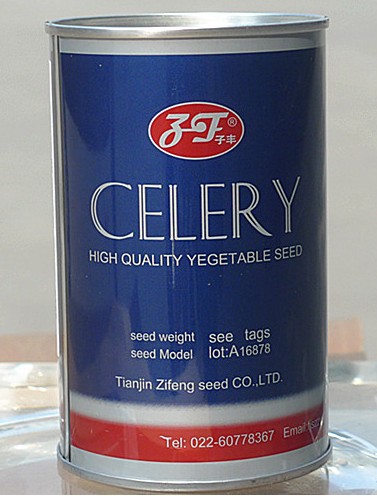 ZF®
子丰
CELERY
HIGH QUALITY YEGETABLE SEED
seed weight see tags
seed Model lot:A16878
Tianjin Zifeng seed CO.,LTD.
Tel: 022-60778367 Email: